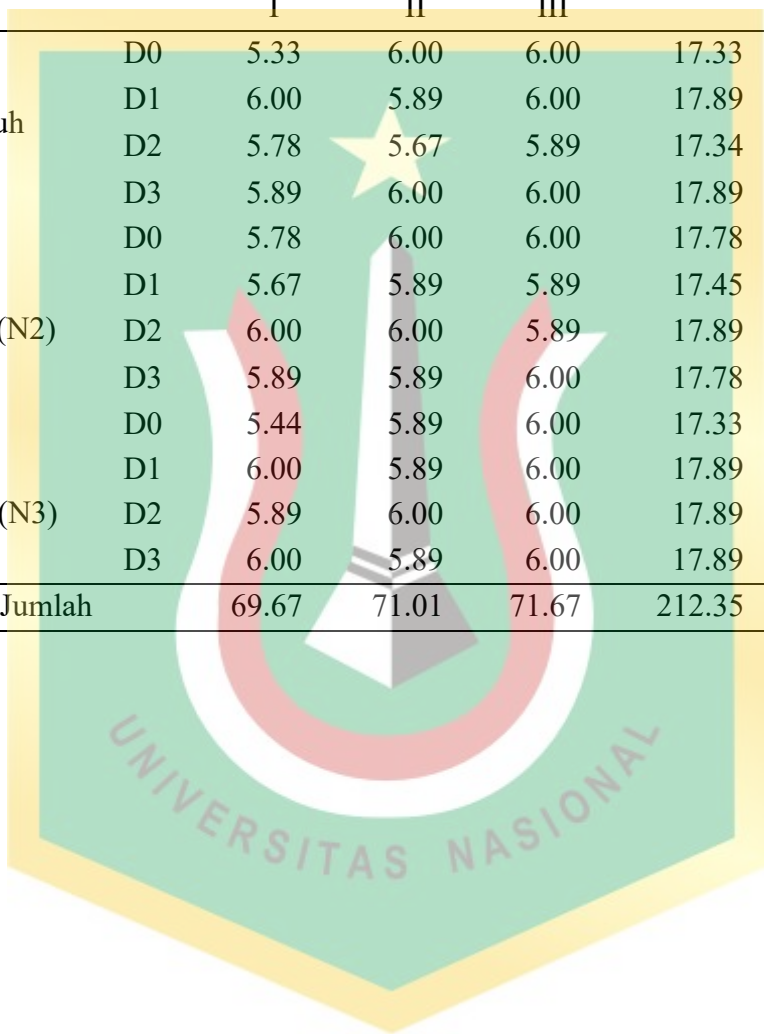 I II III
D0 5.33 6.00 6.00 17.33
D1 6.00 5.89 6.00 17.89
uh
D2 5.78 5.67 5.89 17.34
D3 5.89 6.00 6.00 17.89
D0 5.78 6.00 6.00 17.78
D1 5.67 5.89 5.89 17.45
(N2) D2 6.00 6.00 5.89 17.89
D3 5.89 5.89 6.00 17.78
D0 5.44 5.89 6.00 17.33
D1 6.00 5.89 6.00 17.89
(N3) D2 5.89 6.00 6.00 17.89
D3 6.00 5.89 6.00 17.89
Jumlah 69.67 71.01 71.67 212.35
UNIVERSITAS NASIONAL